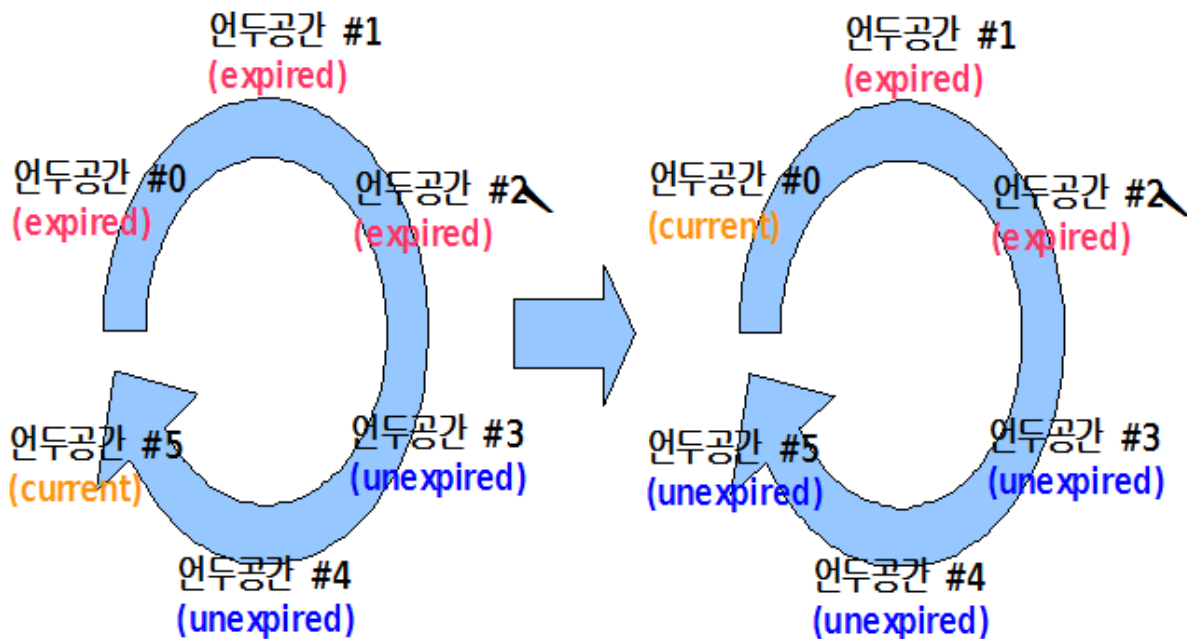 언두공간 #1
(expired)
언두공간 #0
(expired)
언두공간 #2
(expired)
언두공간 #5
(current)
언두공간 #3
(unexpired)
언두공간 #4
(unexpired)
언두공간 #1
(expired)
언두공간 #0
(current)
언두공간 #2
(expired)
언두공간 #5
(unexpired)
언두공간 #3
(unexpired)
언두공간 #4
(unexpired)